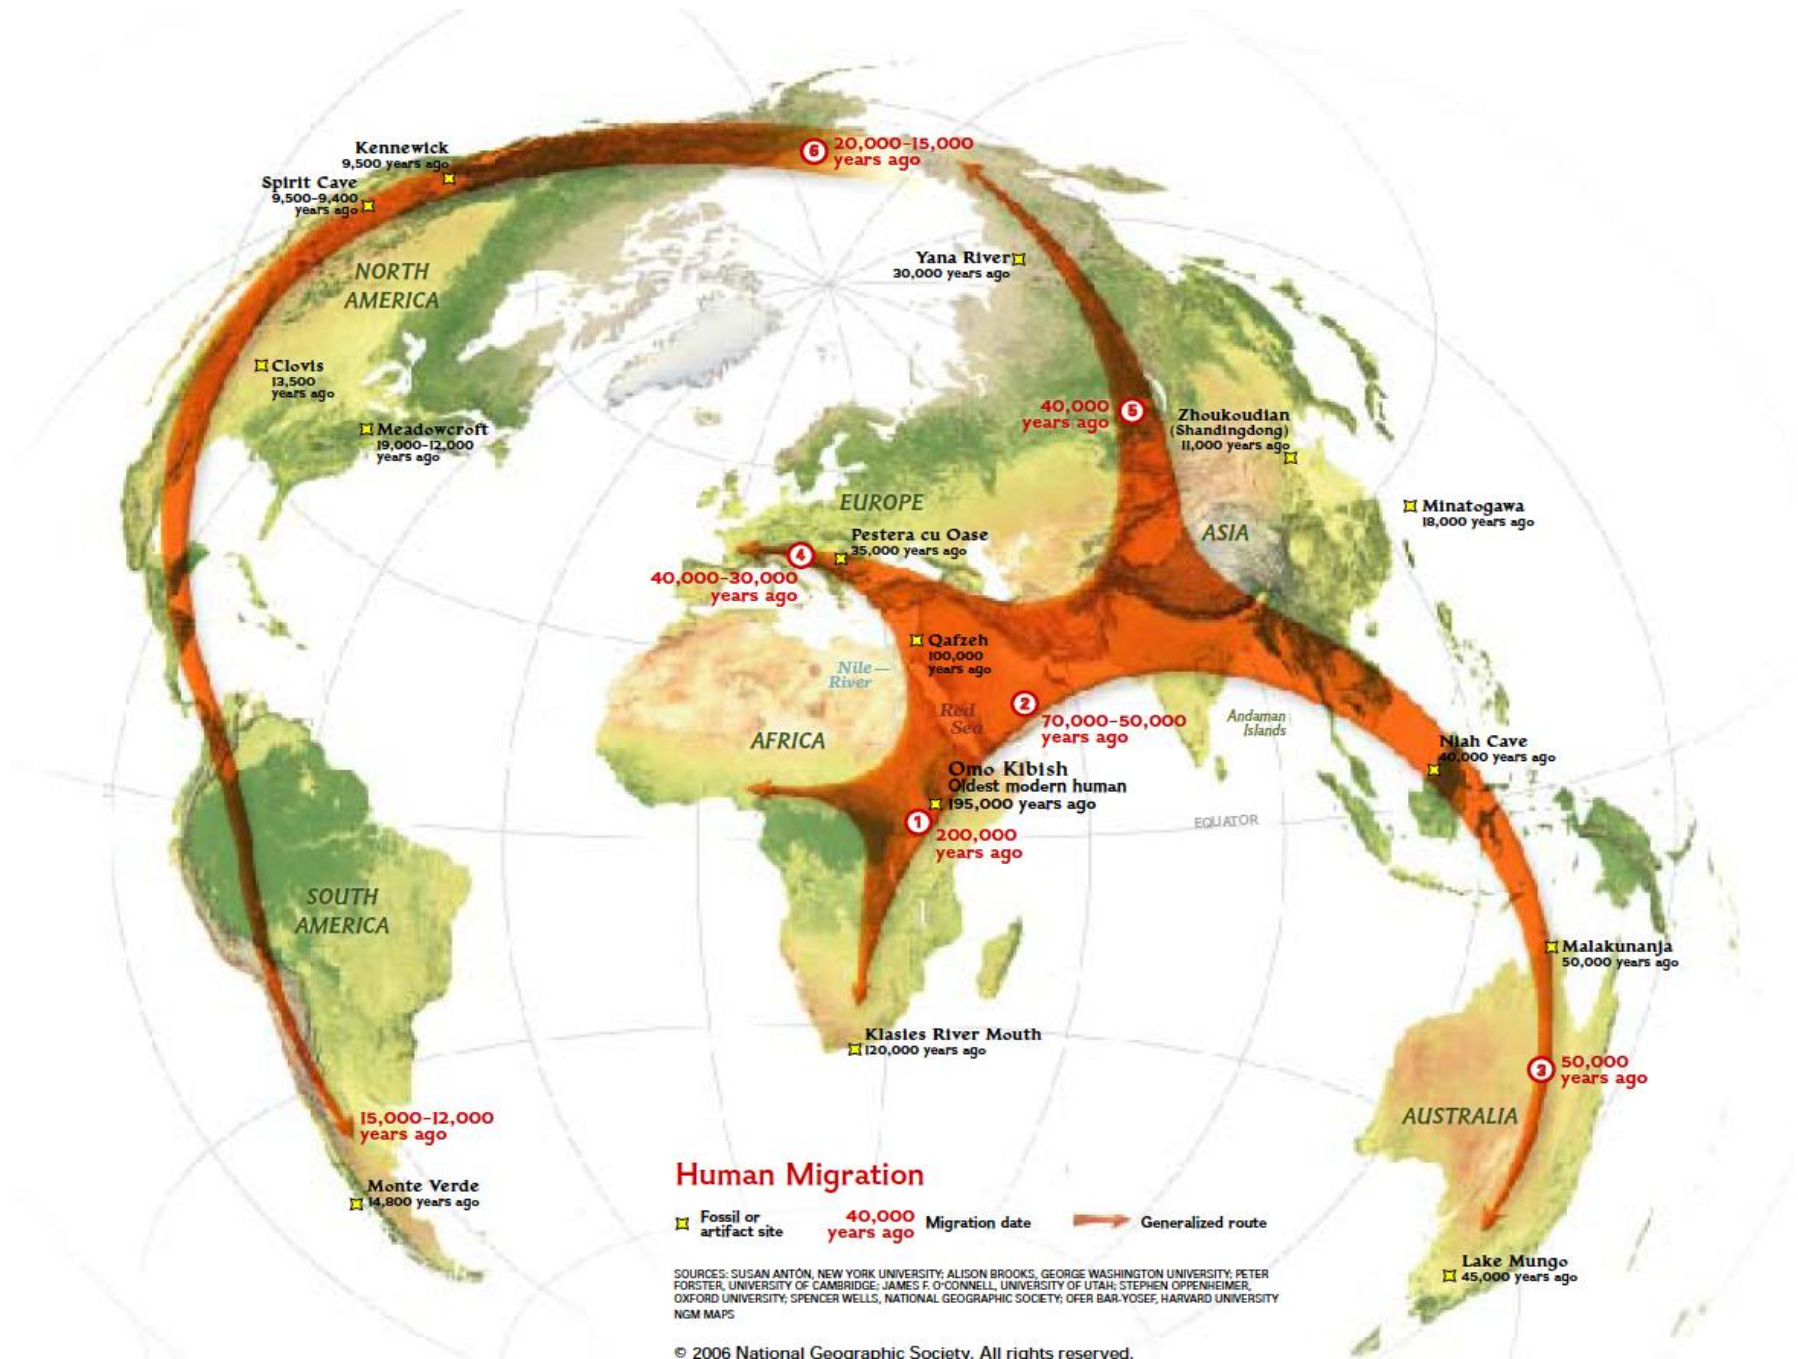 6
20,000–15,000
years ago
Kennewick
9,500 years ago
Spirit Cave
9,500–9,400
years ago
NORTH
AMERICA
Yana River
30,000 years ago
Clovis
13,500
years ago
Meadowcroft
19,000–12,000
years ago
40,000
years ago
5
Zhoukoudian
(Shandingdong)
11,000 years ago
EUROPE
Minatogawa
18,000 years ago
ASIA
Pestera cu Oase
35,000 years ago
4
40,000–30,000
years ago
Qafzeh
100,000
years ago
Nile
River
Red
Sea
2
70,000–50,000
years ago
Andaman
Islands
AFRICA
Niah Cave
40,000 years ago
Omo Kibish
Oldest modern human
195,000 years ago
1
200,000
years ago
EQUATOR
SOUTH
AMERICA
Malakunanja
50,000 years ago
Klasies River Mouth
120,000 years ago
3
50,000
years ago
AUSTRALIA
15,000–12,000
years ago
Monte Verde
14,800 years ago
Lake Mungo
45,000 years ago
Human Migration
Fossil or
artifact site
40,000
years ago
Migration date
Generalized route
SOURCES: SUSAN ANTÓN, NEW YORK UNIVERSITY; ALISON BROOKS, GEORGE WASHINGTON UNIVERSITY; PETER
FORSTER, UNIVERSITY OF CAMBRIDGE; JAMES F. O'CONNELL, UNIVERSITY OF UTAH; STEPHEN OPPENHEIMER,
OXFORD UNIVERSITY; SPENCER WELLS, NATIONAL GEOGRAPHIC SOCIETY; OFER BAR-YOSEF, HARVARD UNIVERSITY
NGM MAPS
© 2006 National Geographic Society. All rights reserved.